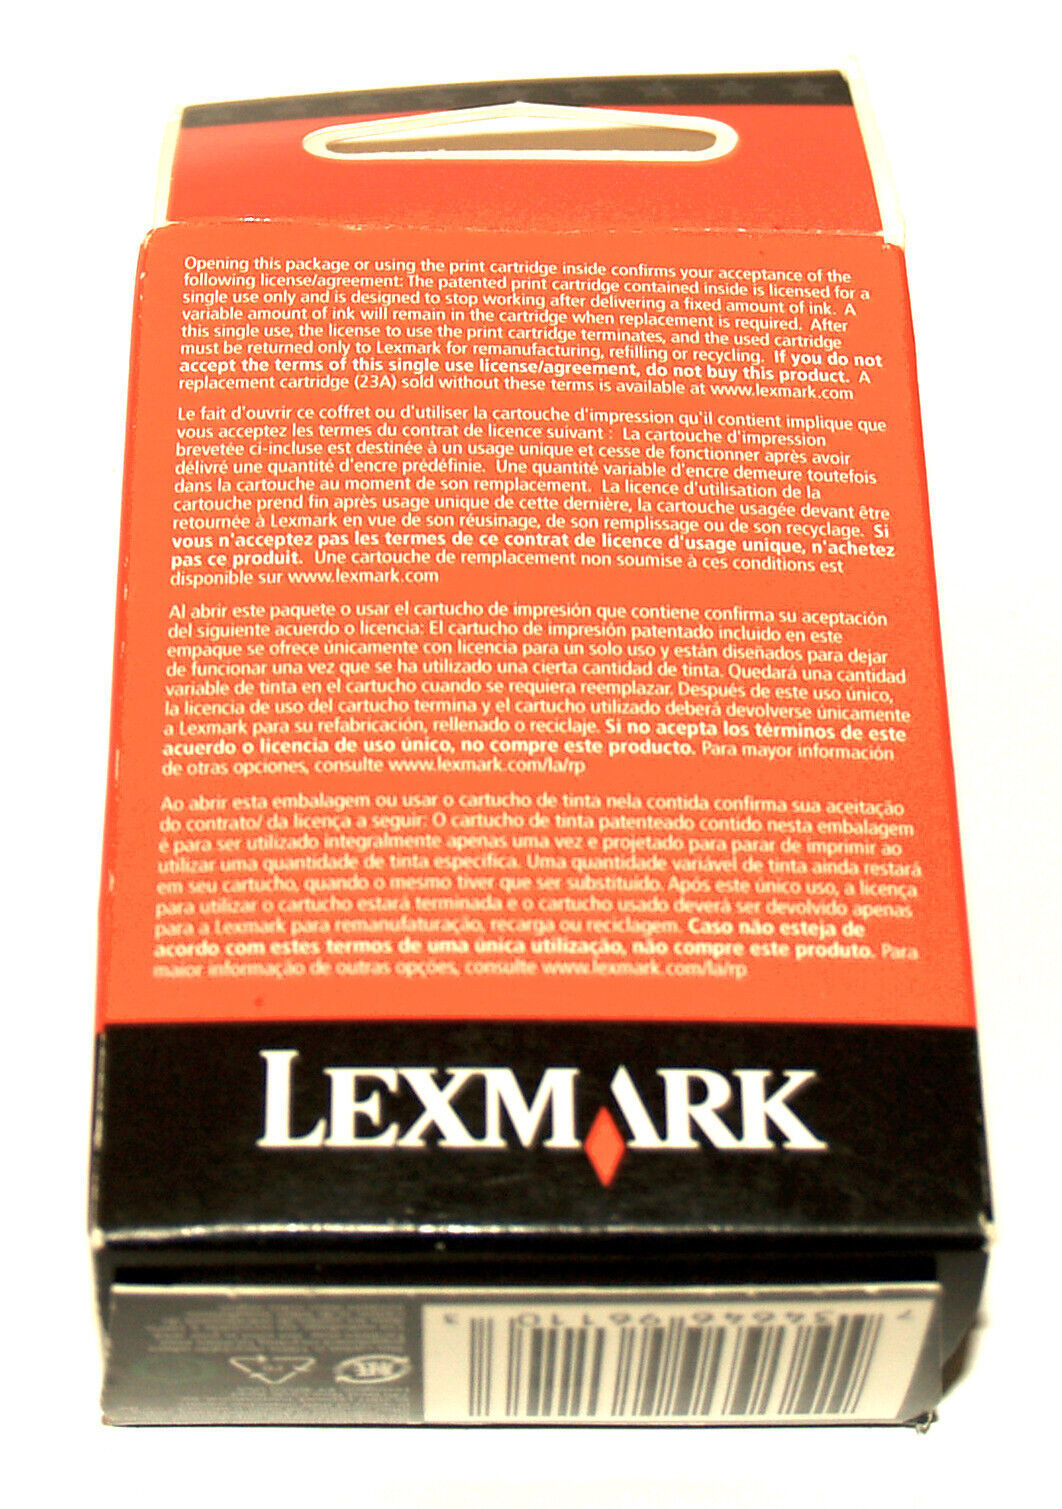 Opening this package or using the print cartridge inside confirms your acceptance of the
following license/agreement: The patented print cartridge contained inside is licensed for a
single use only and is designed to stop working after delivering a fixed amount of ink. A
variable amount of ink will remain in the cartridge when replacement is required. After
this single use, the license to use the print cartridge terminates, and the used cartridge
must be returned only to Lexmark for remanufacturing, refilling or recycling. If you do not
accept the terms of this single use license/agreement, do not buy this product. A
replacement cartridge (23A) sold without these terms is available at www.lexmark.com
Le fait d'ouvrir ce coffret ou d'utiliser la cartouche d'impression qu'il contient implique que
vous acceptez les termes du contrat de licence suivant : La cartouche d'impression
brevetée ci-incluse est destinée à un usage unique et cesse de fonctionner après avoir
délivré une quantité d'encre prédéfinie. Une quantité variable d'encre demeure toutefois
dans la cartouche au moment de son remplacement. La licence d'utilisation de la
cartouche prend fin après usage unique de cette dernière, la cartouche usagée devant être
retournée à Lexmark en vue de son réusinage, de son remplissage ou de son recyclage. Si
vous n'acceptez pas les termes de ce contrat de licence d'usage unique, n'achetez
pas ce produit. Une cartouche de remplacement non soumise à ces conditions est
disponible sur www.lexmark.com
Al abrir este paquete o usar el cartucho de impresión que contiene confirma su aceptación
del siguiente acuerdo o licencia: El cartucho de impresión patentado incluido en este
empaque se ofrece únicamente con licencia para un solo uso y están diseñados para dejar
de funcionar una vez que se ha utilizado una cierta cantidad de tinta. Quedará una cantidad
variable de tinta en el cartucho cuando se requiera reemplazar. Después de este uso único,
la licencia de uso del cartucho termina y el cartucho utilizado deberá devolverse únicamente
a Lexmark para su refabricación, rellenado o reciclaje. Si no acepta los términos de este
acuerdo o licencia de uso único, no compre este producto. Para mayor información
de otras opciones, consulte www.lexmark.com/la/rp
Ao abrir esta embalagem ou usar o cartucho de tinta nela contida confirma sua aceitação
do contrato/ da licença a seguir: O cartucho de tinta patenteado contido nesta embalagem
é para ser utilizado integralmente apenas uma vez e projetado para parar de imprimir ao
utilizar uma quantidade de tinta especifica. Uma quantidade variável de tinta ainda restará
em seu cartucho, quando o mesmo tiver que ser substituído. Após este único uso, a licença
para utilizar o cartucho estará terminada e o cartucho usado deverá ser devolvido apenas
para a Lexmark para remanufaturação, recarga ou reciclagem. Caso não esteja de
acordo com estes termos de uma única utilização, não compre este produto. Para
maior informação de outras opções, consulte www.lexmark.com/la/rp
LEXMARK
7 34646 96110 3